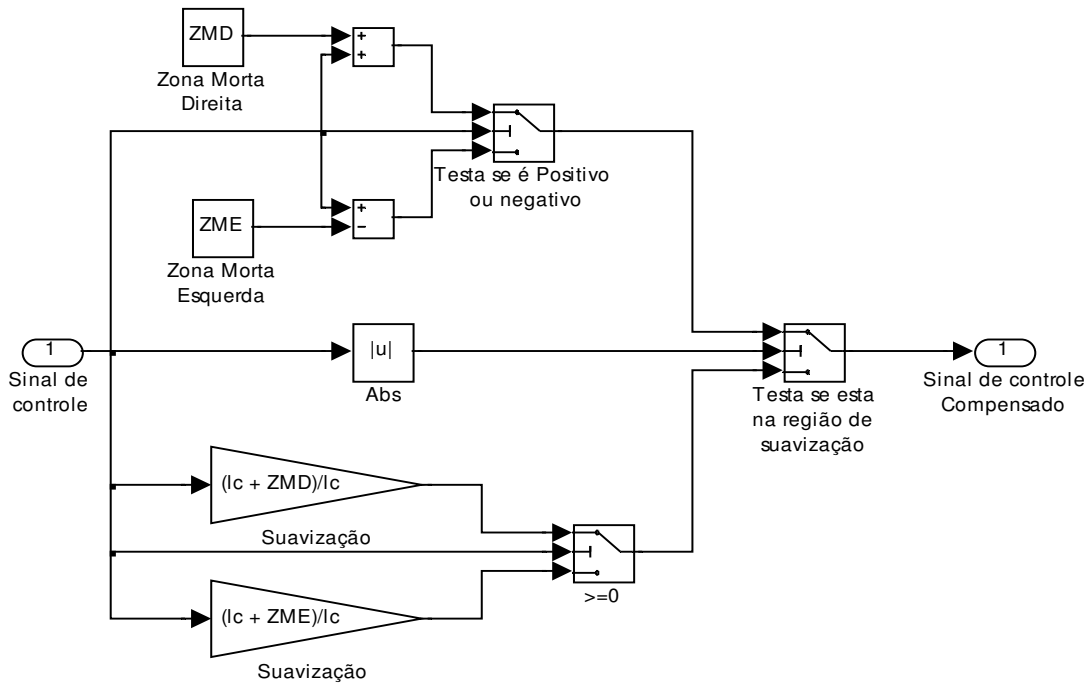 ZMD
+
+
Zona Morta
Direita
Testa se é Positivo
ou negativo
ZME
+
−
Zona Morta
Esquerda
1
Sinal de
controle
|u|
Abs
Testa se esta
na região de
suavização
1
Sinal de controle
Compensado
(lc + ZMD)/lc
Suavização
>=0
(lc + ZME)/lc
Suavização